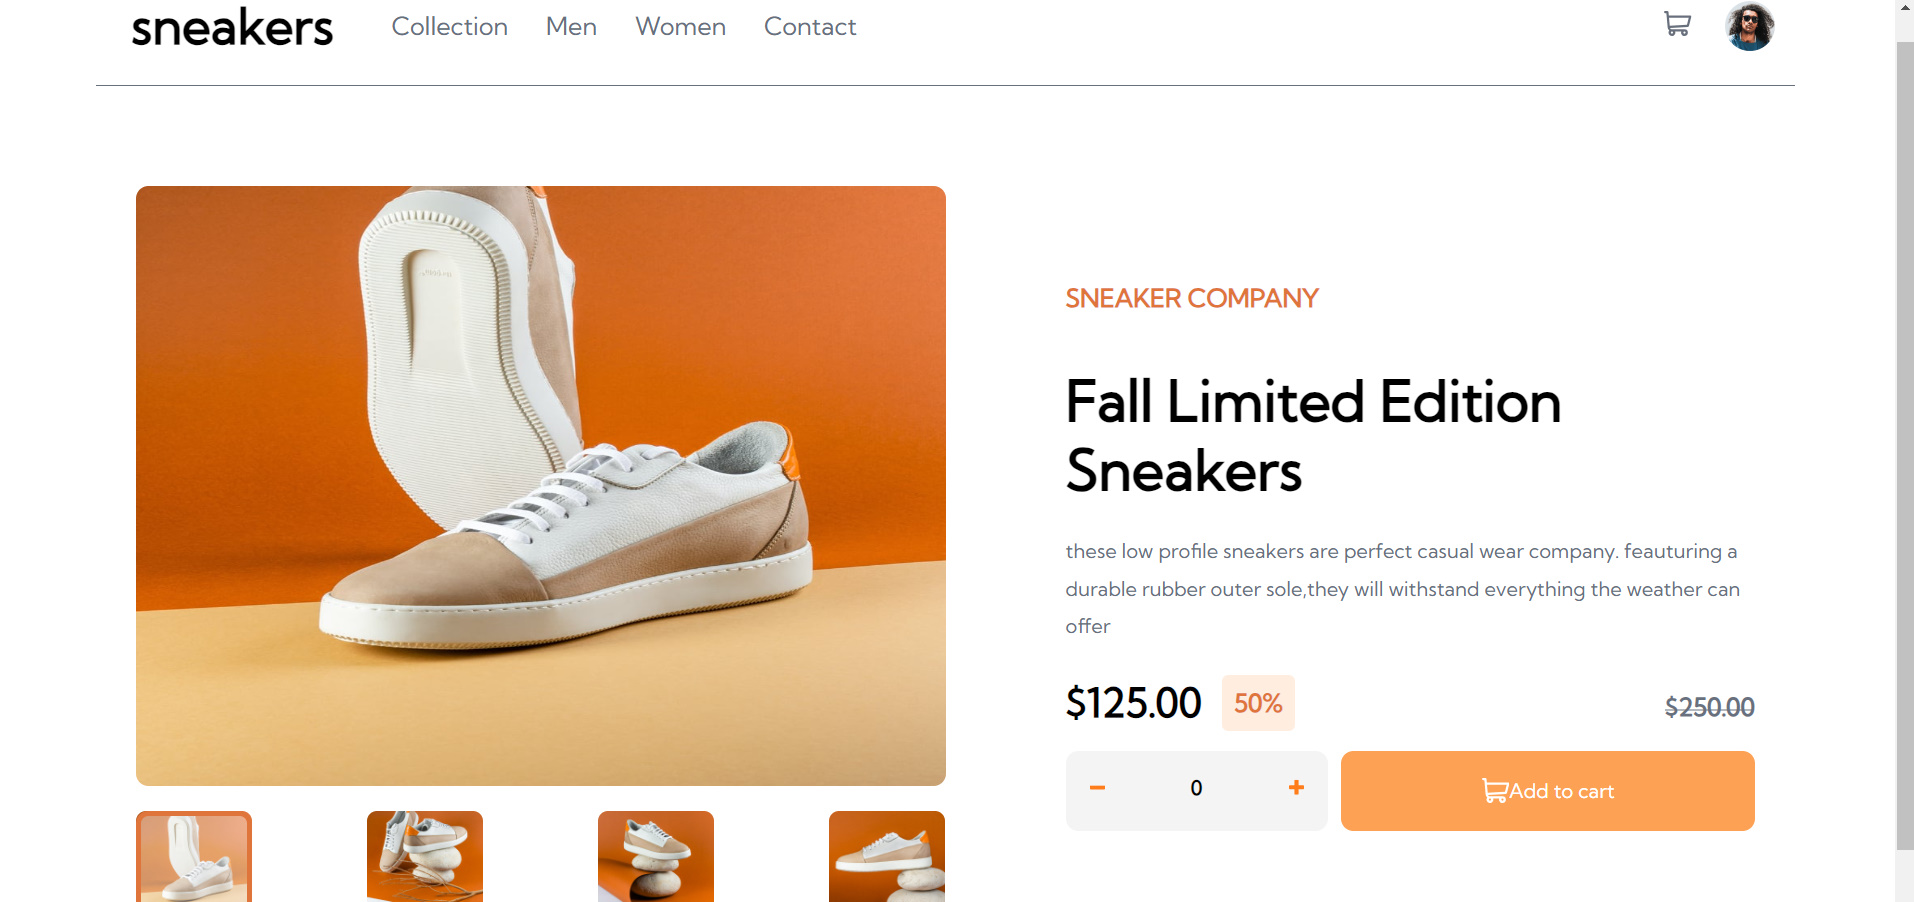 sneakers Collection Men Women Contact
SNEAKER COMPANY
Fall Limited Edition
Sneakers
these low profile sneakers are perfect casual wear company. feauturing a
durable rubber outer sole,they will withstand everything the weather can
offer
$125.00 50% $250.00
0 Add to cart